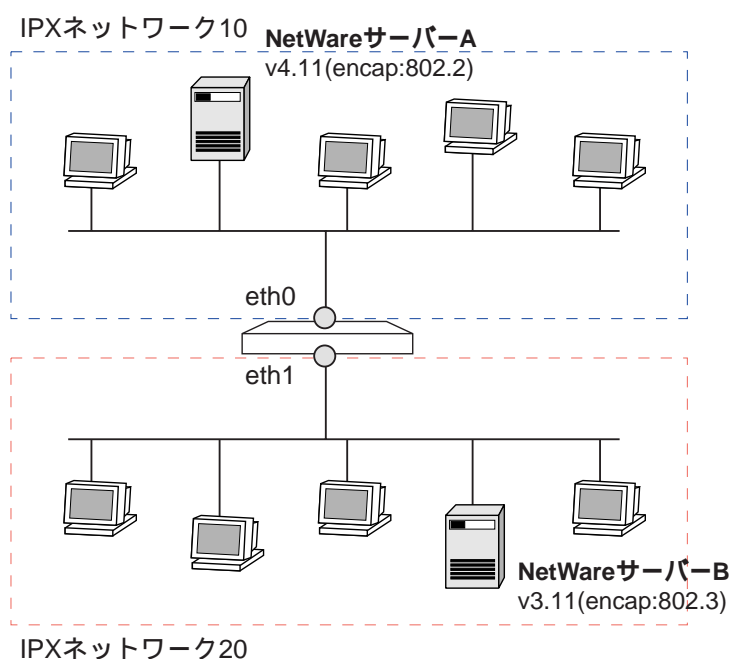 IPXネットワーク10
NetWareサーバーA
v4.11(encap:802.2)
eth0
eth1
NetWareサーバーB
v3.11(encap:802.3)
IPXネットワーク20